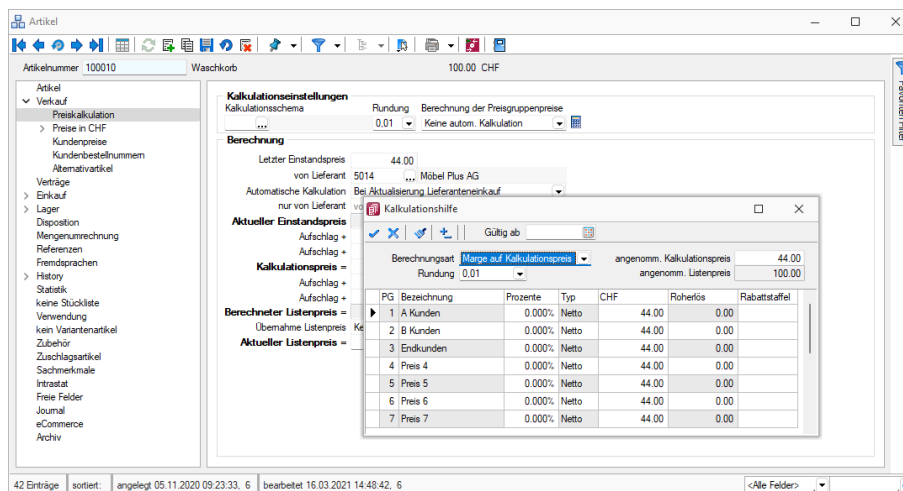 Artikel
Artikelnummer 100010 Waschkorb 100.00 CHF
Artikel
Verkauf
Preiskalkulation
Preise in CHF
Kundenpreise
Kundenbestellnummern
Alternativartikel
Verträge
Einkauf
Lager
Disposition
Mengenumrechnung
Referenzen
Fremdsprachen
History
Statistik
keine Stückliste
Verwendung
kein Variantenartikel
Zubehör
Zuschlagsartikel
Sachmerkmale
Intrastat
Freie Felder
Journal
eCommerce
Archiv
Kalkulationseinstellungen
Kalkulationsschema Rundung Berechnung der Preisgruppenpreise
... 0,01 Keine autom. Kalkulation
Berechnung
Letzter Einstandspreis 44.00
von Lieferant 5014 ... Möbel Plus AG
Automatische Kalkulation Bei Aktualisierung Lieferanteneinkauf
nur von Lieferant
Aktueller Einstandspreis
Aufschlag +
Aufschlag +
Kalkulationspreis =
Aufschlag +
Aufschlag +
Berechneter Listenpreis =
Übernahme Listenpreis Ke
Aktueller Listenpreis =
Kalkulationshilfe
Gültig ab
Berechnungsart Marge auf Kalkulationspreis angenomm. Kalkulationspreis 44.00
Rundung 0,01 angenomm. Listenpreis 100.00
PG Bezeichnung Prozente Typ CHF Roherlös Rabattstaffel
1 A Kunden 0.000% Netto 44.00 0.00
2 B Kunden 0.000% Netto 44.00 0.00
3 Endkunden 0.000% Netto 44.00 0.00
4 Preis 4 0.000% Netto 44.00 0.00
5 Preis 5 0.000% Netto 44.00 0.00
6 Preis 6 0.000% Netto 44.00 0.00
7 Preis 7 0.000% Netto 44.00 0.00
Favoriten Filter
42 Einträge sortiert: angelegt 05.11.2020 09:23:33, 6 bearbeitet 16.03.2021 14:48:42, 6 <Alle Felder>